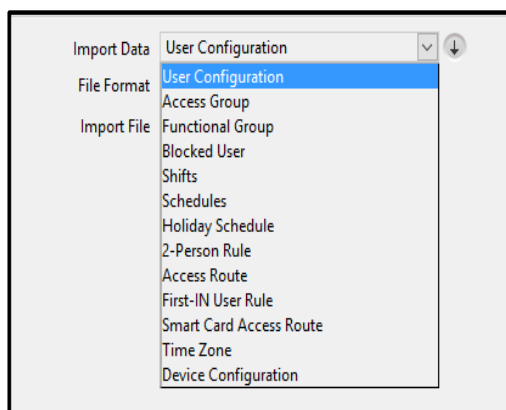 Import Data User Configuration
File Format User Configuration
Access Group
Import File Functional Group
Blocked User
Shifts
Schedules
Holiday Schedule
2-Person Rule
Access Route
First-IN User Rule
Smart Card Access Route
Time Zone
Device Configuration